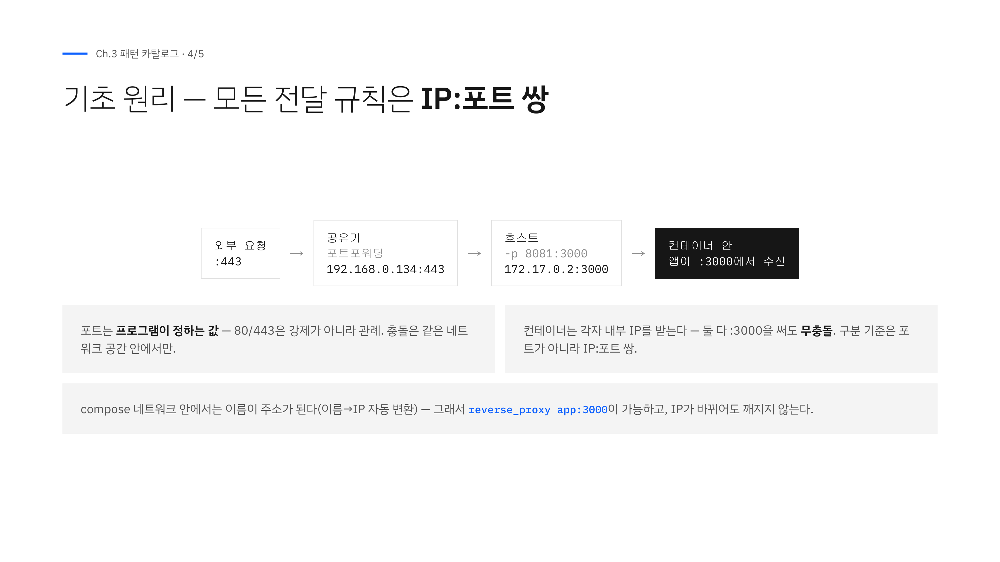 Ch.3 패턴 카탈로그 · 4/5
기초 원리 — 모든 전달 규칙은 IP:포트 쌍
외부 요청
:443
→
공유기
포트포워딩
192.168.0.134:443
→
호스트
-p 8081:3000
172.17.0.2:3000
→
컨테이너 안
앱이 :3000에서 수신
포트는 프로그램이 정하는 값 — 80/443은 강제가 아니라 관례. 충돌은 같은 네트
워크 공간 안에서만.
컨테이너는 각자 내부 IP를 받는다 — 둘 다 :3000을 써도 무충돌. 구분 기준은 포
트가 아니라 IP:포트 쌍.
compose 네트워크 안에서는 이름이 주소가 된다(이름→IP 자동 변환) — 그래서 reverse_proxy app:3000이 가능하고, IP가 바뀌어도 깨지지 않는다.